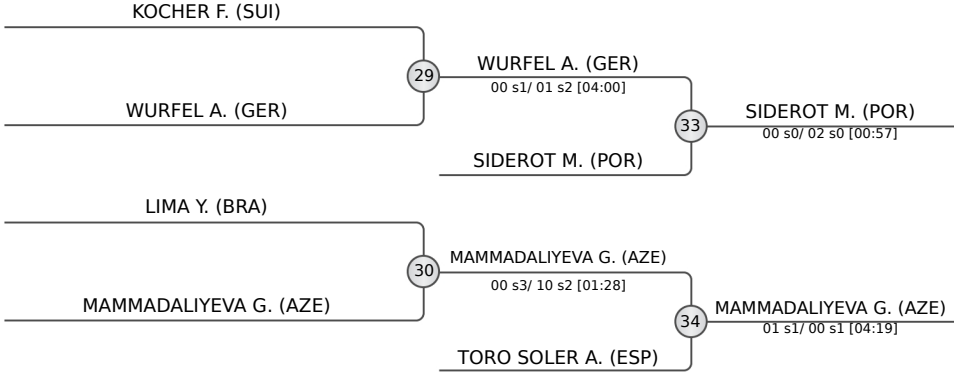 KOCHER F. (SUI)
29
WURFEL A. (GER)
WURFEL A. (GER)
00 s1/ 01 s2 [04:00]
33
SIDEROT M. (POR)
SIDEROT M. (POR)
00 s0/ 02 s0 [00:57]
LIMA Y. (BRA)
30
MAMMADALIYEVA G. (AZE)
MAMMADALIYEVA G. (AZE)
00 s3/ 10 s2 [01:28]
34
TORO SOLER A. (ESP)
MAMMADALIYEVA G. (AZE)
01 s1/ 00 s1 [04:19]